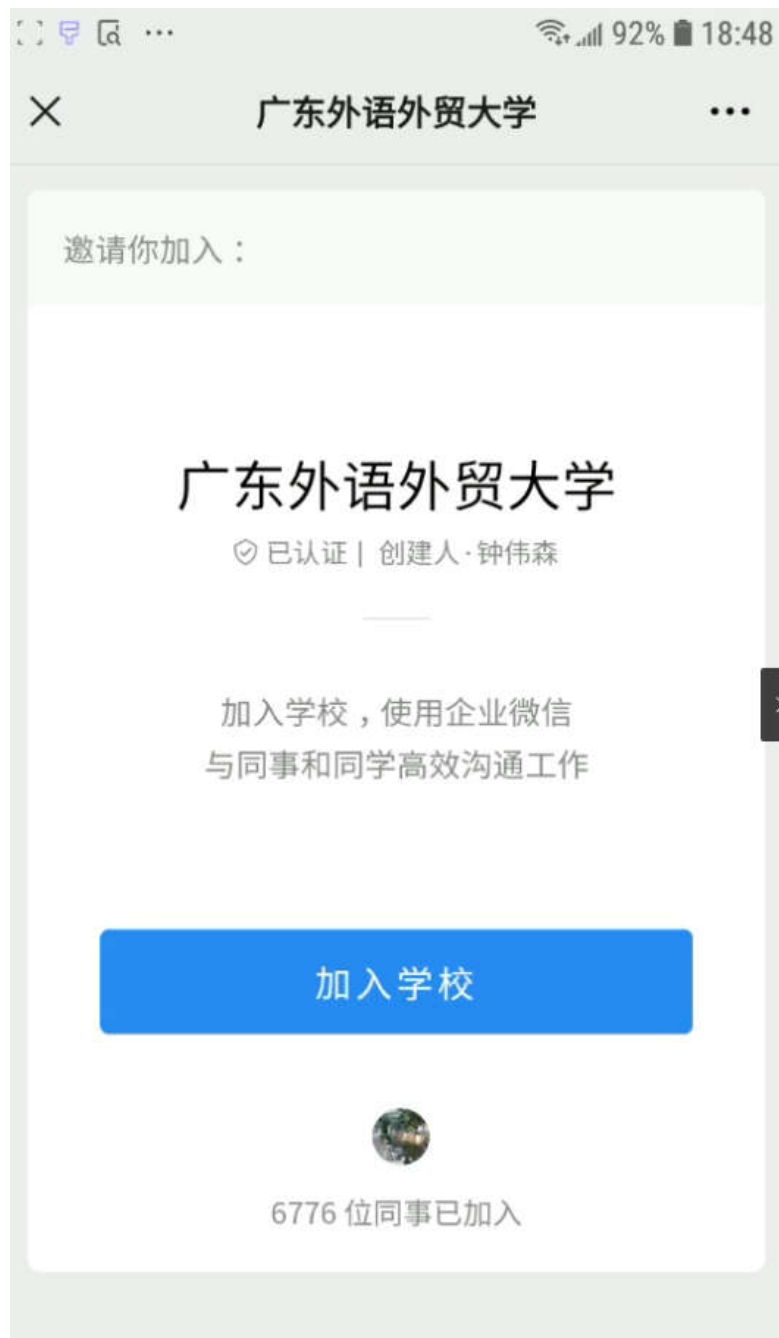 92% 18:48
广东外语外贸大学
邀请你加入：
广东外语外贸大学
已认证 | 创建人·钟伟森
加入学校，使用企业微信
与同事和同学高效沟通工作
加入学校
6776 位同事已加入